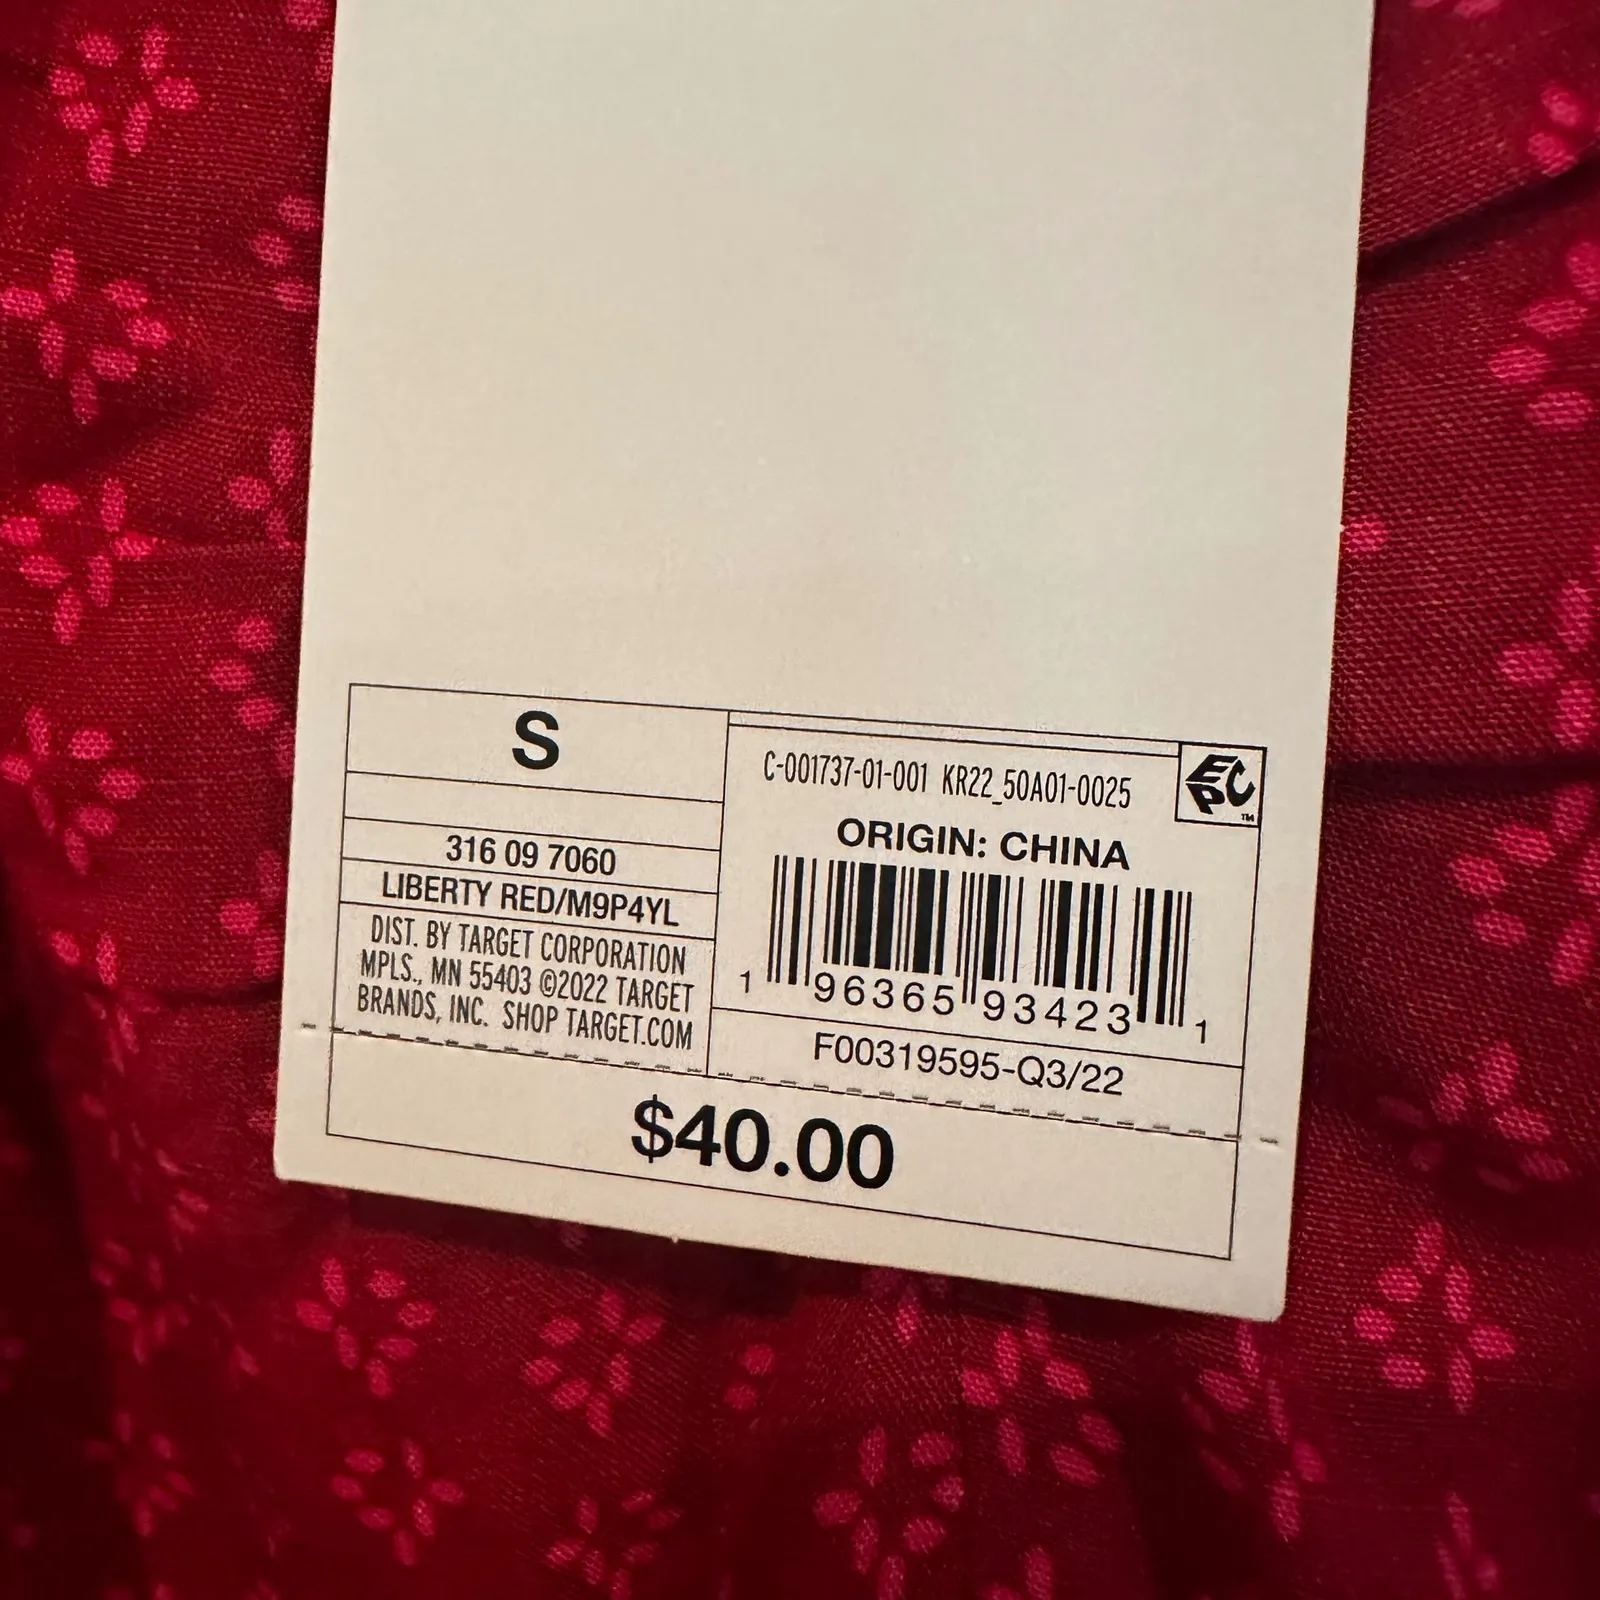 S
316 09 7060
LIBERTY RED/M9P4YL
DIST. BY TARGET CORPORATION
MPLS., MN 55403 ©2022 TARGET
BRANDS, INC. SHOP TARGET.COM
C-001737-01-001 KR22_50A01-0025
EPC™
ORIGIN: CHINA
1 96365 93423 1
F00319595-Q3/22
$40.00